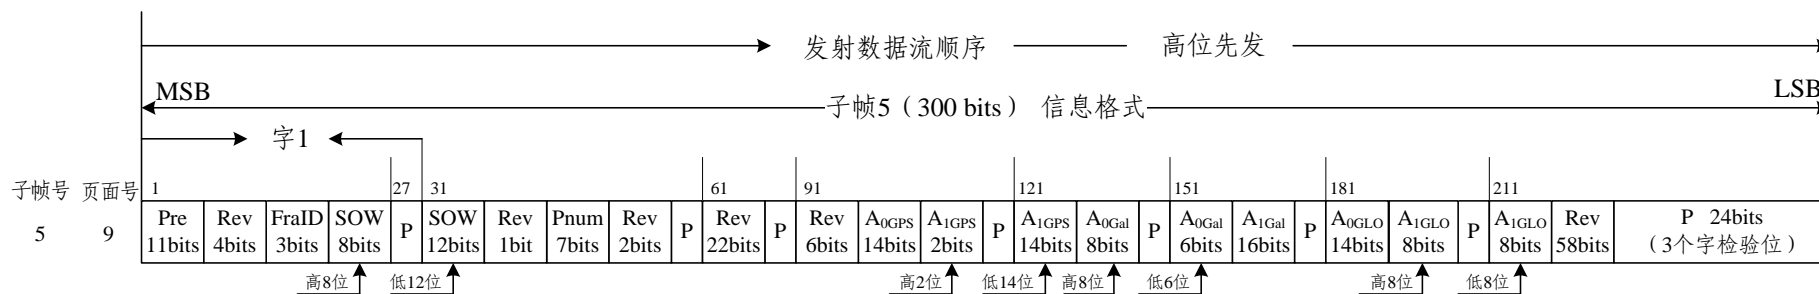 发射数据流顺序 高位先发
MSB LSB
子帧5（300 bits） 信息格式
字1
子帧号 页面号 1 27 31 61 91 121 151 181 211
5 9 Pre Rev FraID SOW P SOW Rev Pnum Rev P Rev P Rev A0GPS A1GPS P A1GPS A0Gal P A0Gal A1Gal P A0GLO A1GLO P A1GLO Rev P 24bits
11bits 4bits 3bits 8bits 12bits 1bit 7bits 2bits 22bits 6bits 14bits 2bits 14bits 8bits 6bits 16bits 14bits 8bits 8bits 58bits （3个字检验位）
高8位 低12位 高2位 低14位 高8位 低6位 高8位 低8位